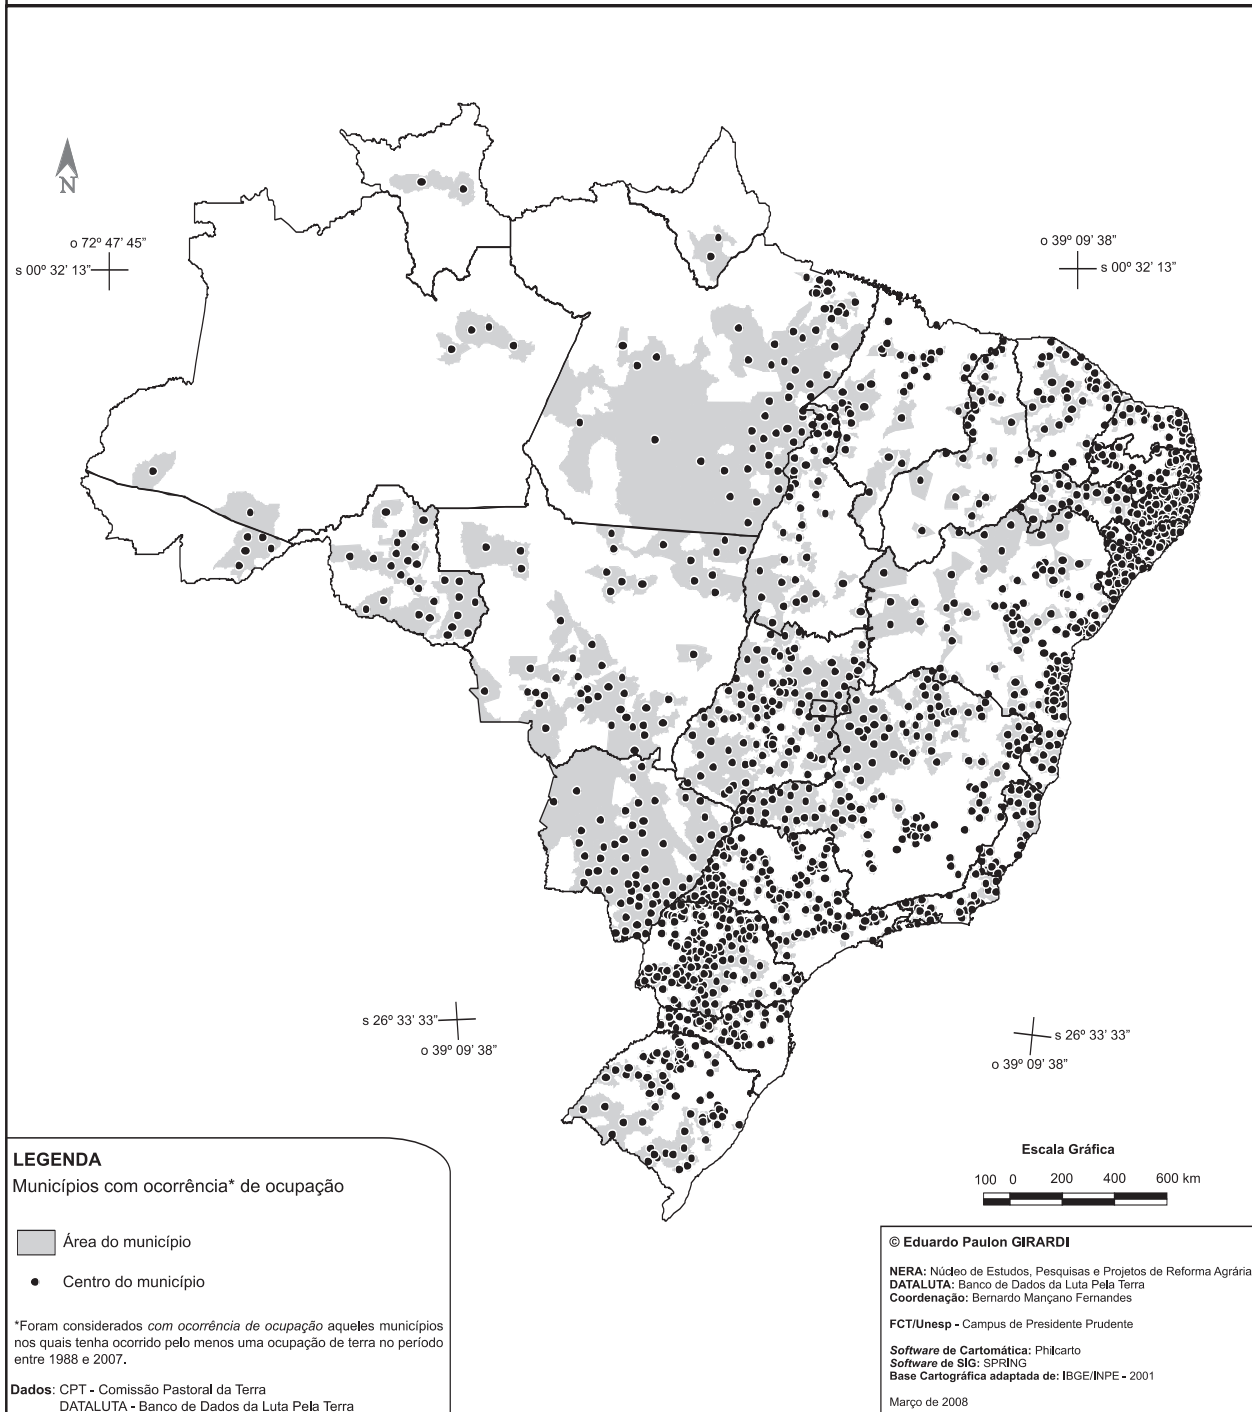 N
o 72º 47' 45”
s 00º 32' 13”
o 39º 09' 38”
s 00º 32' 13”
s 26º 33' 33”
o 39º 09' 38”
s 26º 33' 33”
o 39º 09' 38”
LEGENDA
Municípios com ocorrência* de ocupação
Área do município
Centro do município
*Foram considerados com ocorrência de ocupação aqueles municípios
nos quais tenha ocorrido pelo menos uma ocupação de terra no período
entre 1988 e 2007.
Dados: CPT - Comissão Pastoral da Terra
DATALUTA - Banco de Dados da Luta Pela Terra
Escala Gráfica
100 0 200 400 600 km
© Eduardo Paulon GIRARDI
NERA: Núcleo de Estudos, Pesquisas e Projetos de Reforma Agrária
DATALUTA: Banco de Dados da Luta Pela Terra
Coordenação: Bernardo Mançano Fernandes
FCT/Unesp - Campus de Presidente Prudente
Software de Cartomática: Philcarto
Software de SIG: SPRING
Base Cartográfica adaptada de: IBGE/INPE - 2001
Março de 2008